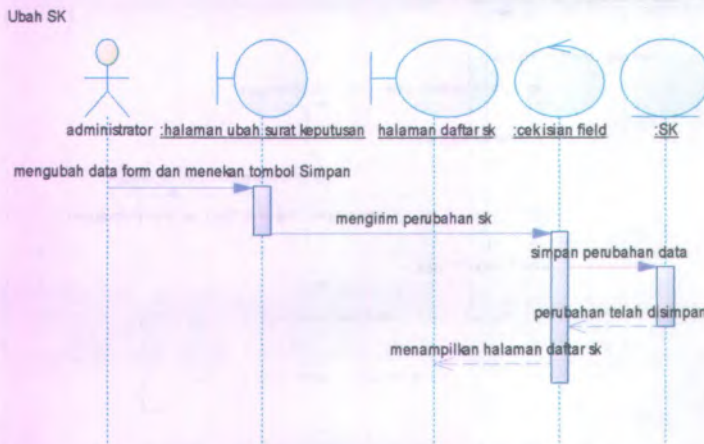 Ubah SK
administrator :halaman ubah surat keputusan halaman daftar sk :cek isian field :SK
mengubah data form dan menekan tombol Simpan
mengirim perubahan sk
simpan perubahan data
perubahan telah disimpan
menampilkan halaman daftar sk